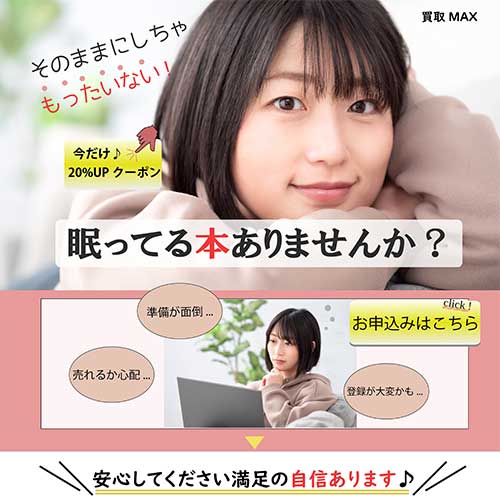 そのままにしちゃ
もったいない！
買取 MAX
今だけ♪
20%UP クーポン
眠ってる本ありませんか？
準備が面倒 ...
click !
お申込みはこちら
売れるか心配 ...
登録が大変かも ...
安心してください満足の自信あります♪